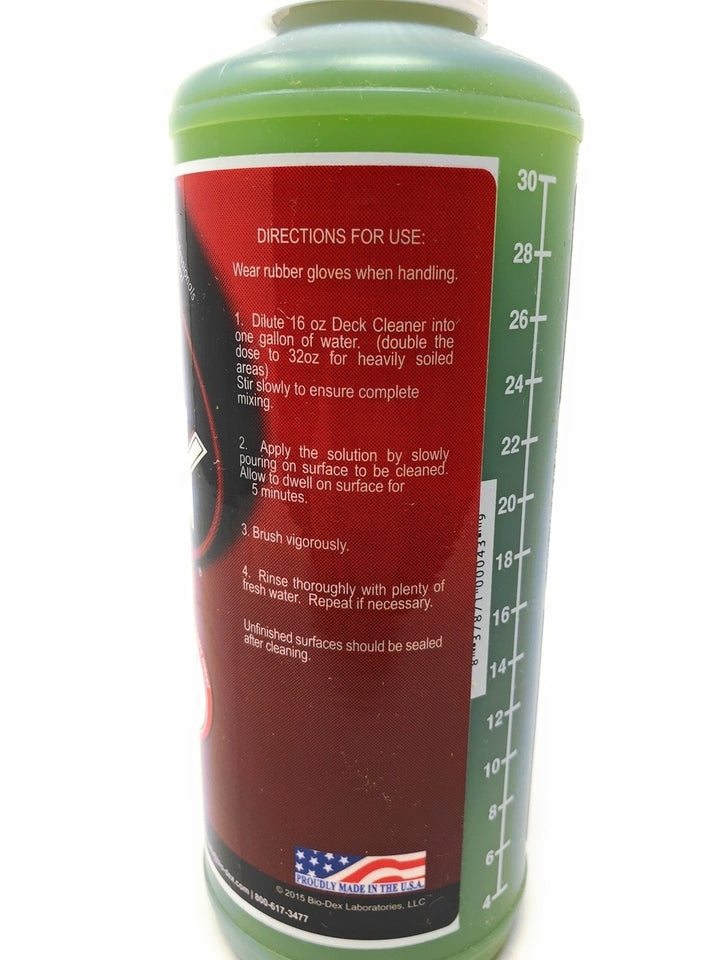 DIRECTIONS FOR USE:
Wear rubber gloves when handling.
1. Dilute 16 oz Deck Cleaner into
one gallon of water. (double the
dose to 32oz for heavily soiled
areas)
Stir slowly to ensure complete
mixing.
2. Apply the solution by slowly
pouring on surface to be cleaned.
Allow to dwell on surface for
5 minutes.
3. Brush vigorously.
4. Rinse thoroughly with plenty of
fresh water. Repeat if necessary.
Unfinished surfaces should be sealed
after cleaning.
PROUDLY MADE IN THE U.S.A.
© 2015 Bio-Dex Laboratories, LLC
-dex.com | 800-617-3477
30
28
26
24
22
20
18
16
14
12
10
8
6
4